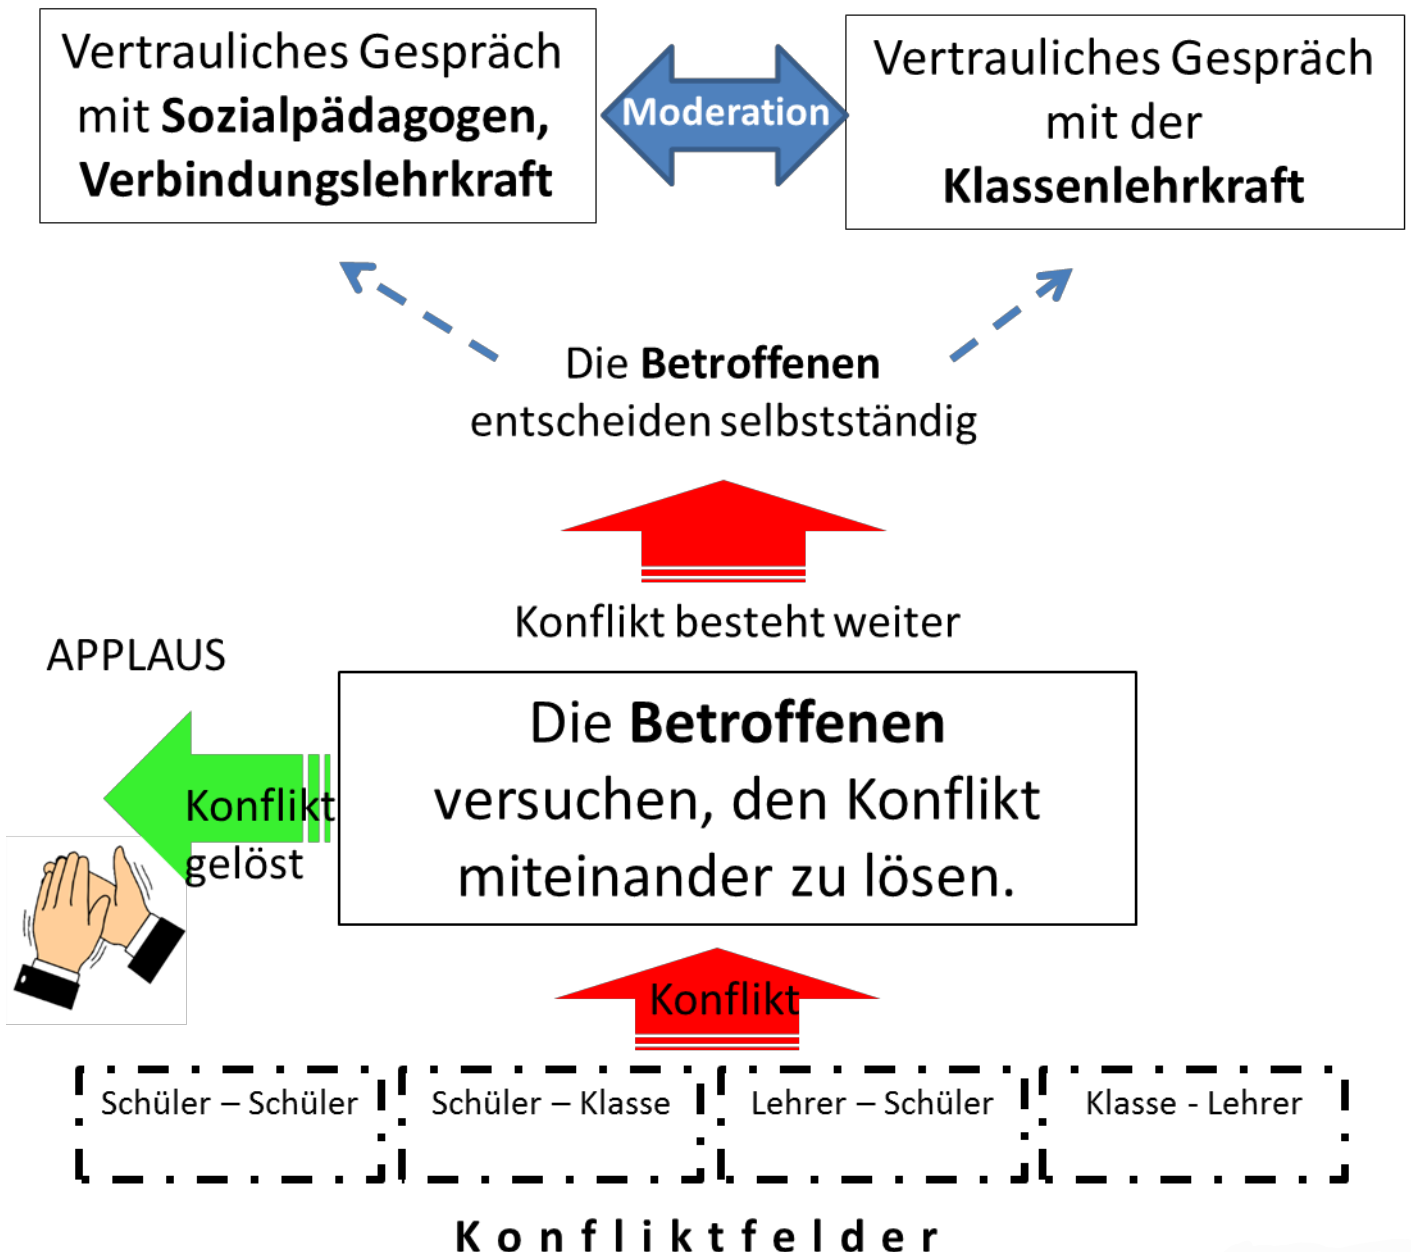 Vertrauliches Gespräch
mit Sozialpädagogen,
Verbindungslehrkraft
Moderation
Vertrauliches Gespräch
mit der
Klassenlehrkraft
Die Betroffenen
entscheiden selbstständig
Konflikt besteht weiter
APPLAUS
Konflikt
gelöst
Die Betroffenen
versuchen, den Konflikt
miteinander zu lösen.
Konflikt
Schüler – Schüler
Schüler – Klasse
Lehrer – Schüler
Klasse - Lehrer
Konfliktfelder